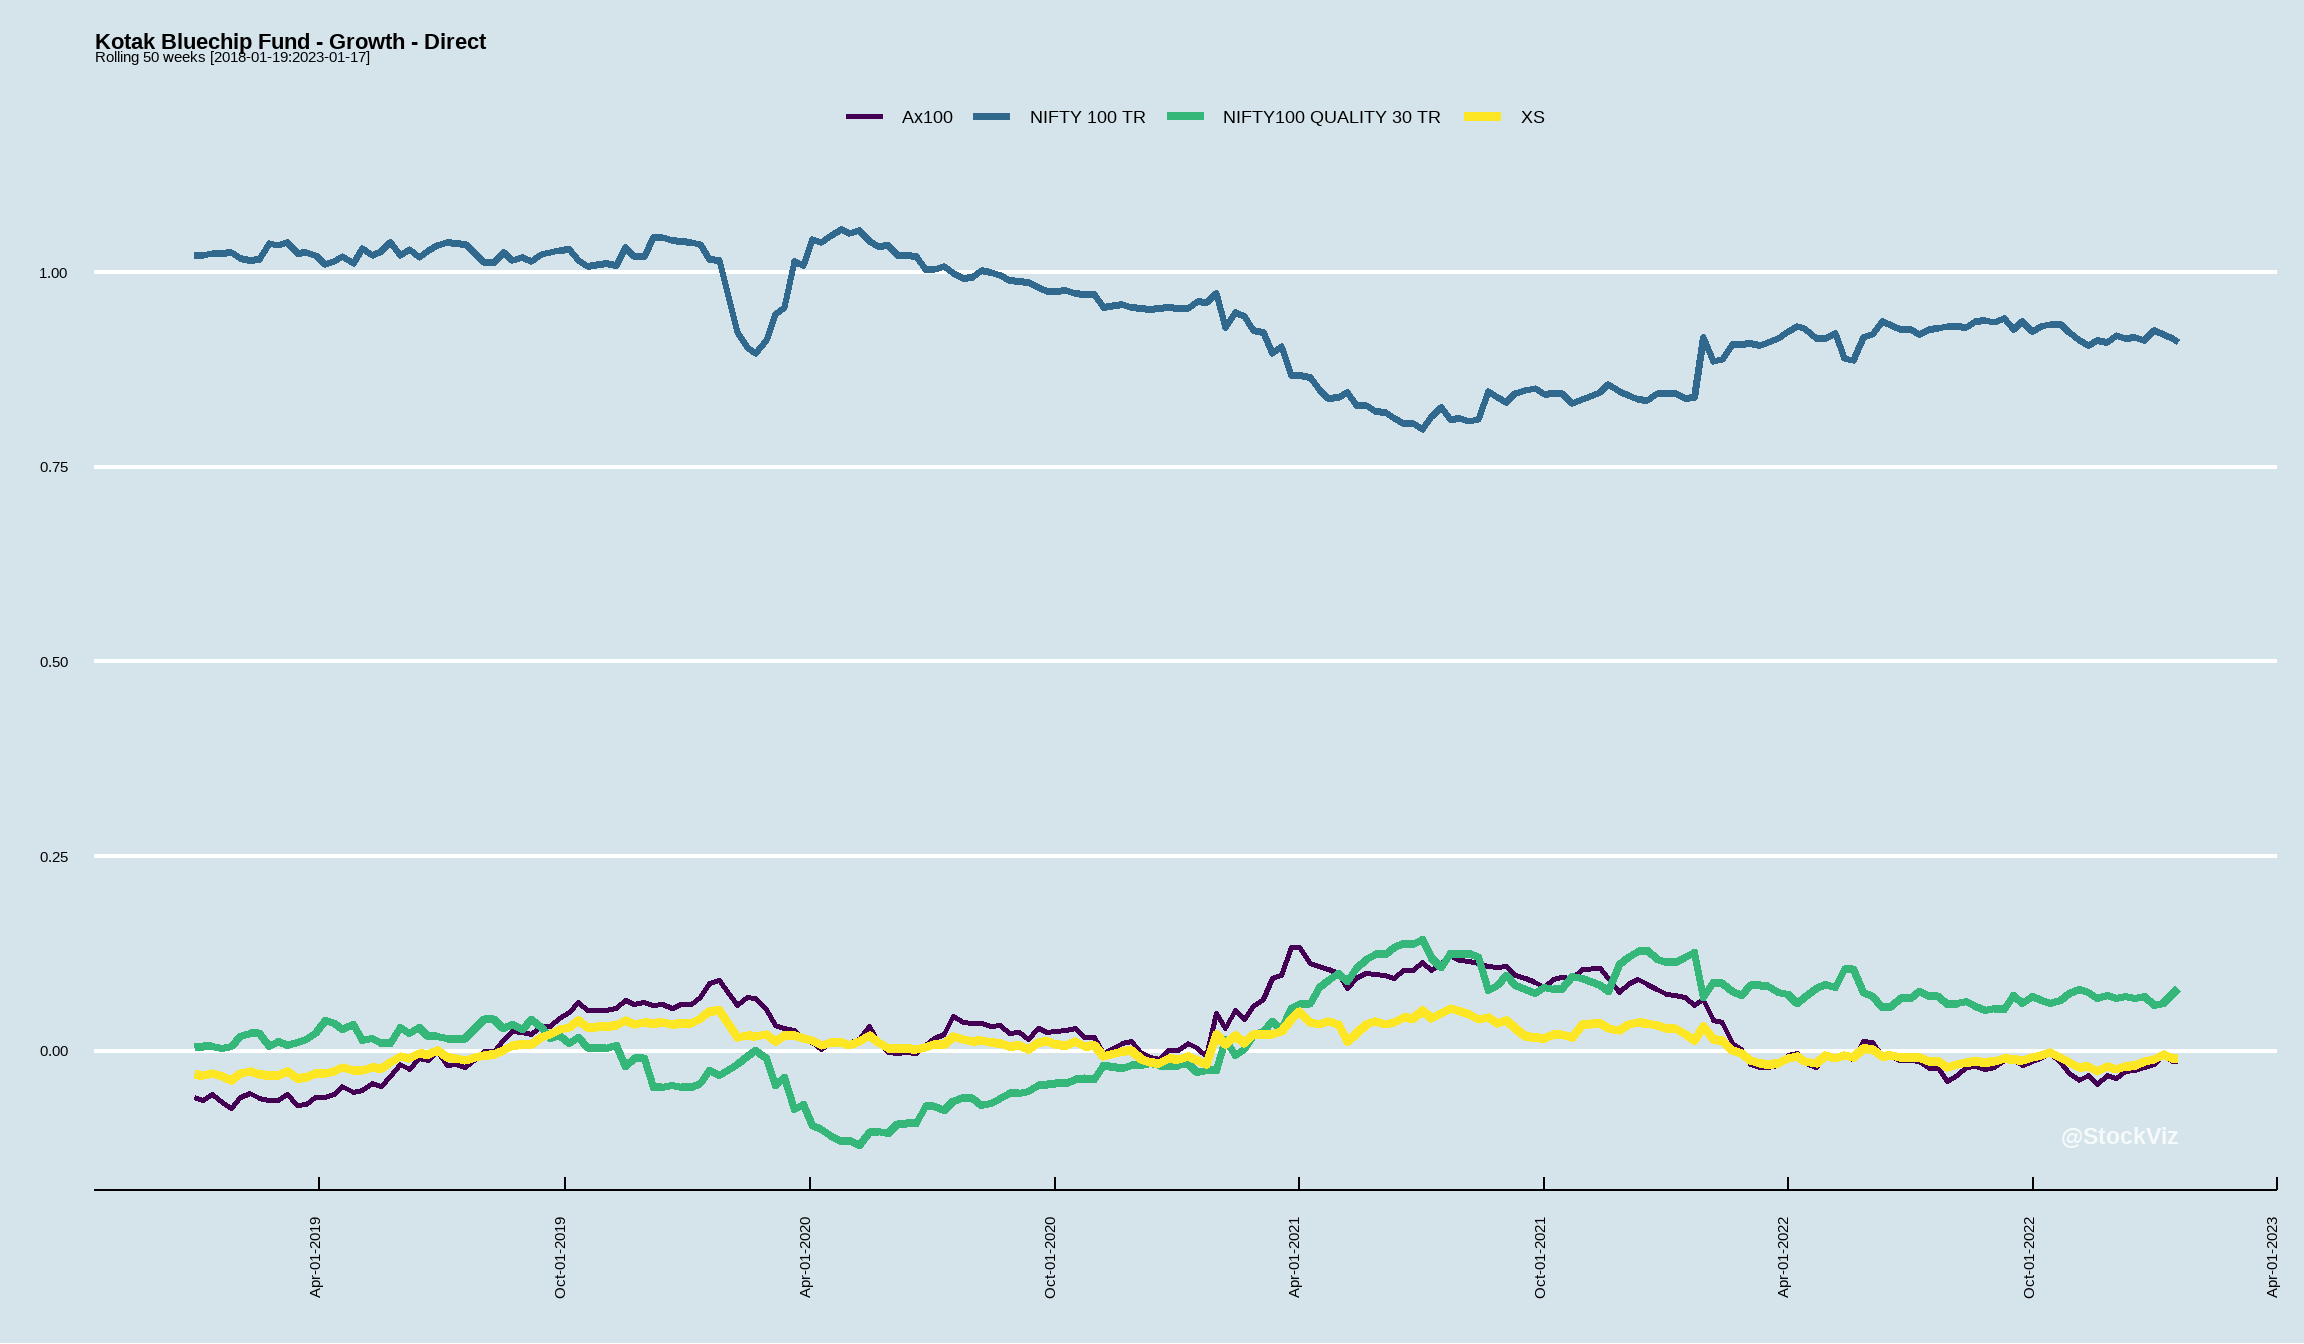 Kotak Bluechip Fund - Growth - Direct
Rolling 50 weeks [2018-01-19:2023-01-17]
Ax100 NIFTY 100 TR NIFTY100 QUALITY 30 TR XS
1.00
0.75
0.50
0.25
0.00
@StockViz
Apr-01-2019 Oct-01-2019 Apr-01-2020 Oct-01-2020 Apr-01-2021 Oct-01-2021 Apr-01-2022 Oct-01-2022 Apr-01-2023